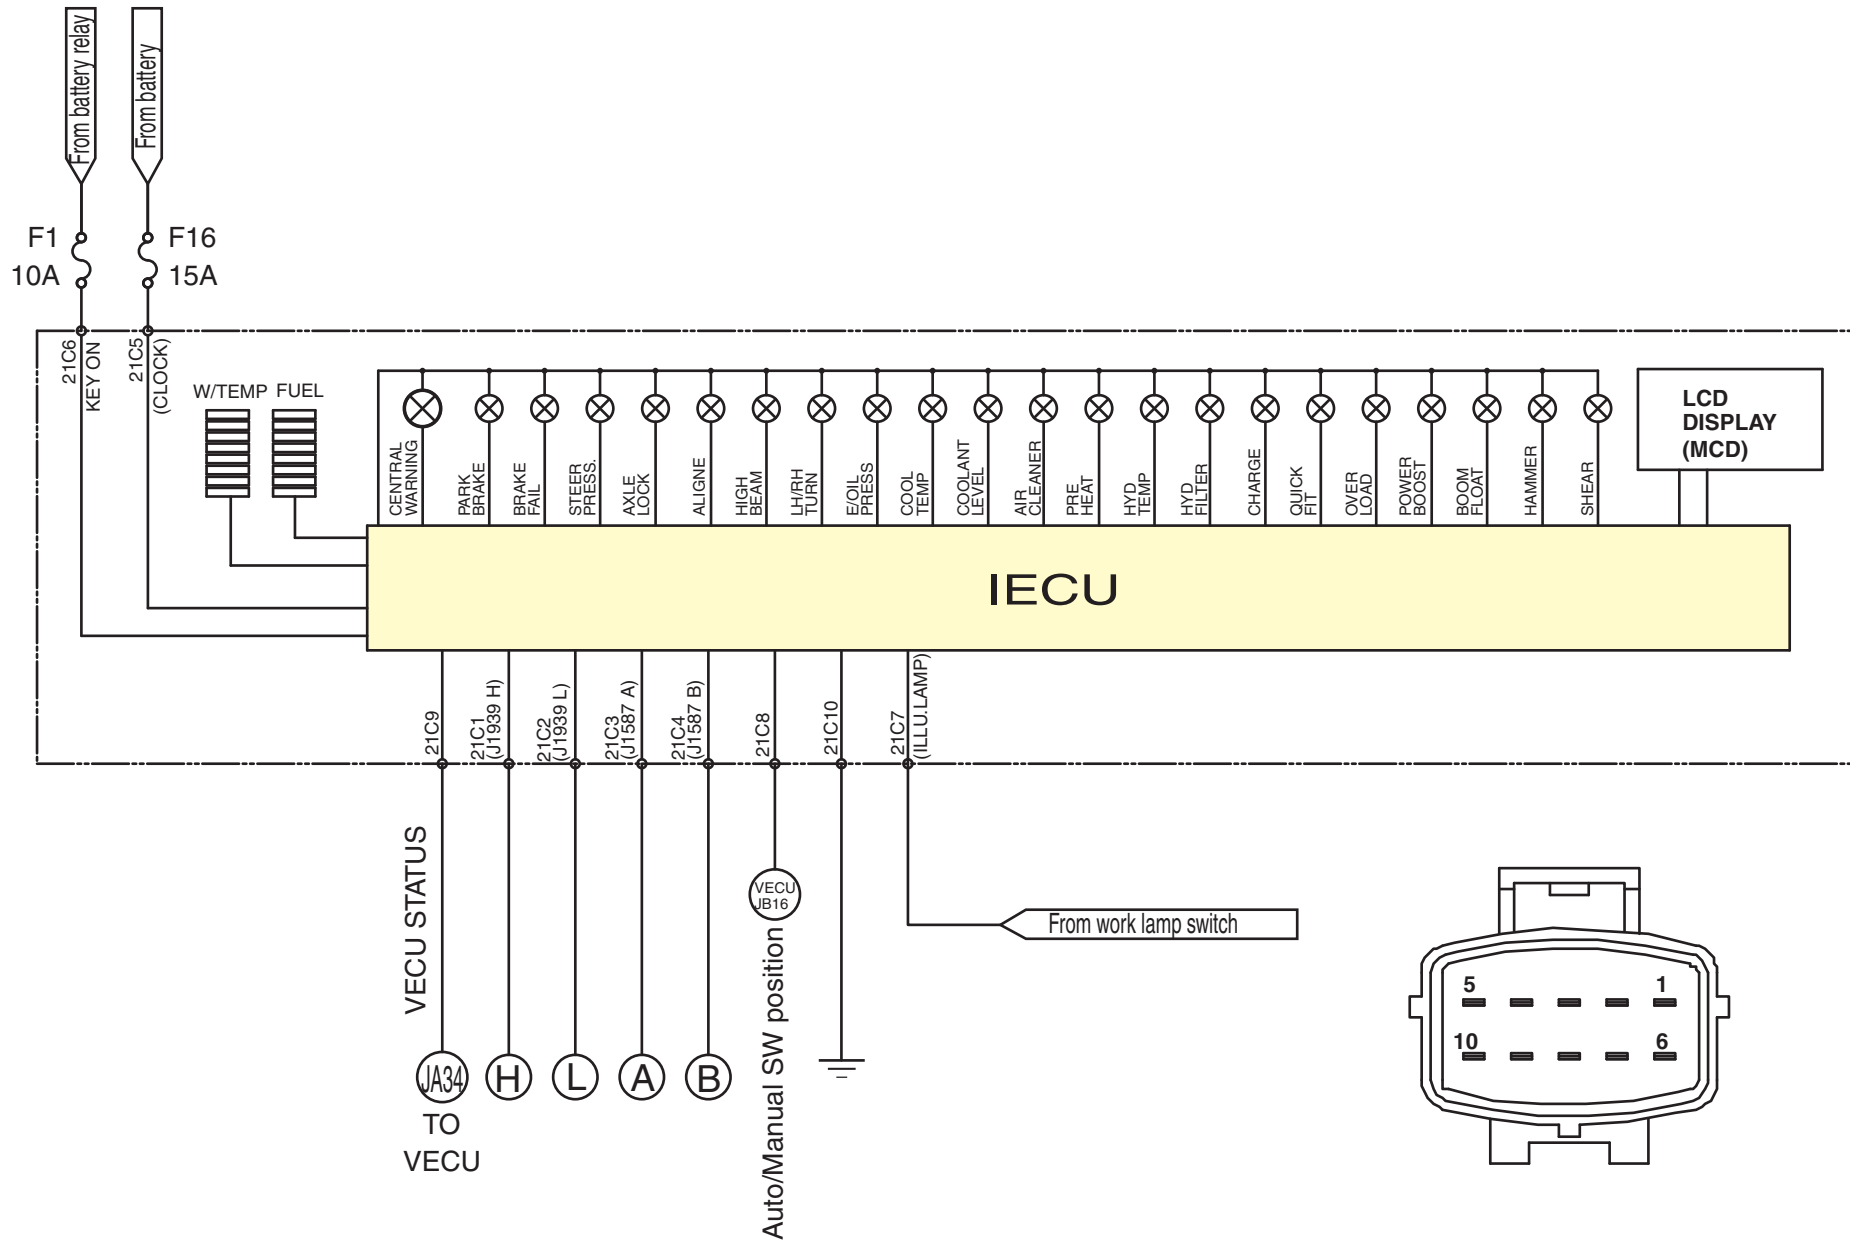 From battery relay
From battery
F1
10A
F16
15A
21C6
KEY ON
21C5
(CLOCK)
W/TEMP
FUEL
CENTRAL
WARNING
PARK
BRAKE
BRAKE
FAIL
STEER
PRESS.
AXLE
LOCK
ALIGNE
HIGH
BEAM
LH/RH
TURN
E/OIL
PRESS
COOL
TEMP
COOLANT
LEVEL
AIR
CLEANER
PRE
HEAT
HYD
TEMP
HYD
FILTER
CHARGE
QUICK
FIT
OVER
LOAD
POWER
BOOST
BOOM
FLOAT
HAMMER
SHEAR
LCD
DISPLAY
(MCD)
IECU
21C9
21C1
(J1939 H)
21C2
(J1939 L)
21C3
(J1587 A)
21C4
(J1587 B)
21C8
21C10
21C7
(ILLU.LAMP)
VECU STATUS
JA34
TO
VECU
H
L
A
B
VECU
JB16
Auto/Manual SW position
From work lamp switch
5
1
10
6